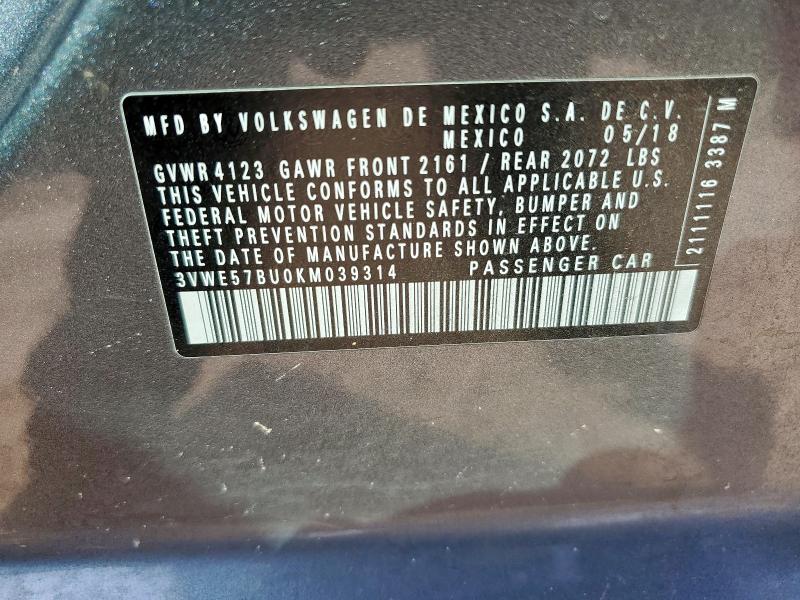 MFD BY VOLKSWAGEN DE MEXICO S.A. DE C.V.
MEXICO 05/18
GVWR 4123 GAWR FRONT 2161 / REAR 2072 LBS
THIS VEHICLE CONFORMS TO ALL APPLICABLE U.S.
FEDERAL MOTOR VEHICLE SAFETY, BUMPER AND
THEFT PREVENTION STANDARDS IN EFFECT ON
THE DATE OF MANUFACTURE SHOWN ABOVE.
3VWE57BU0KM039314 PASSENGER CAR
2111116 3387 M